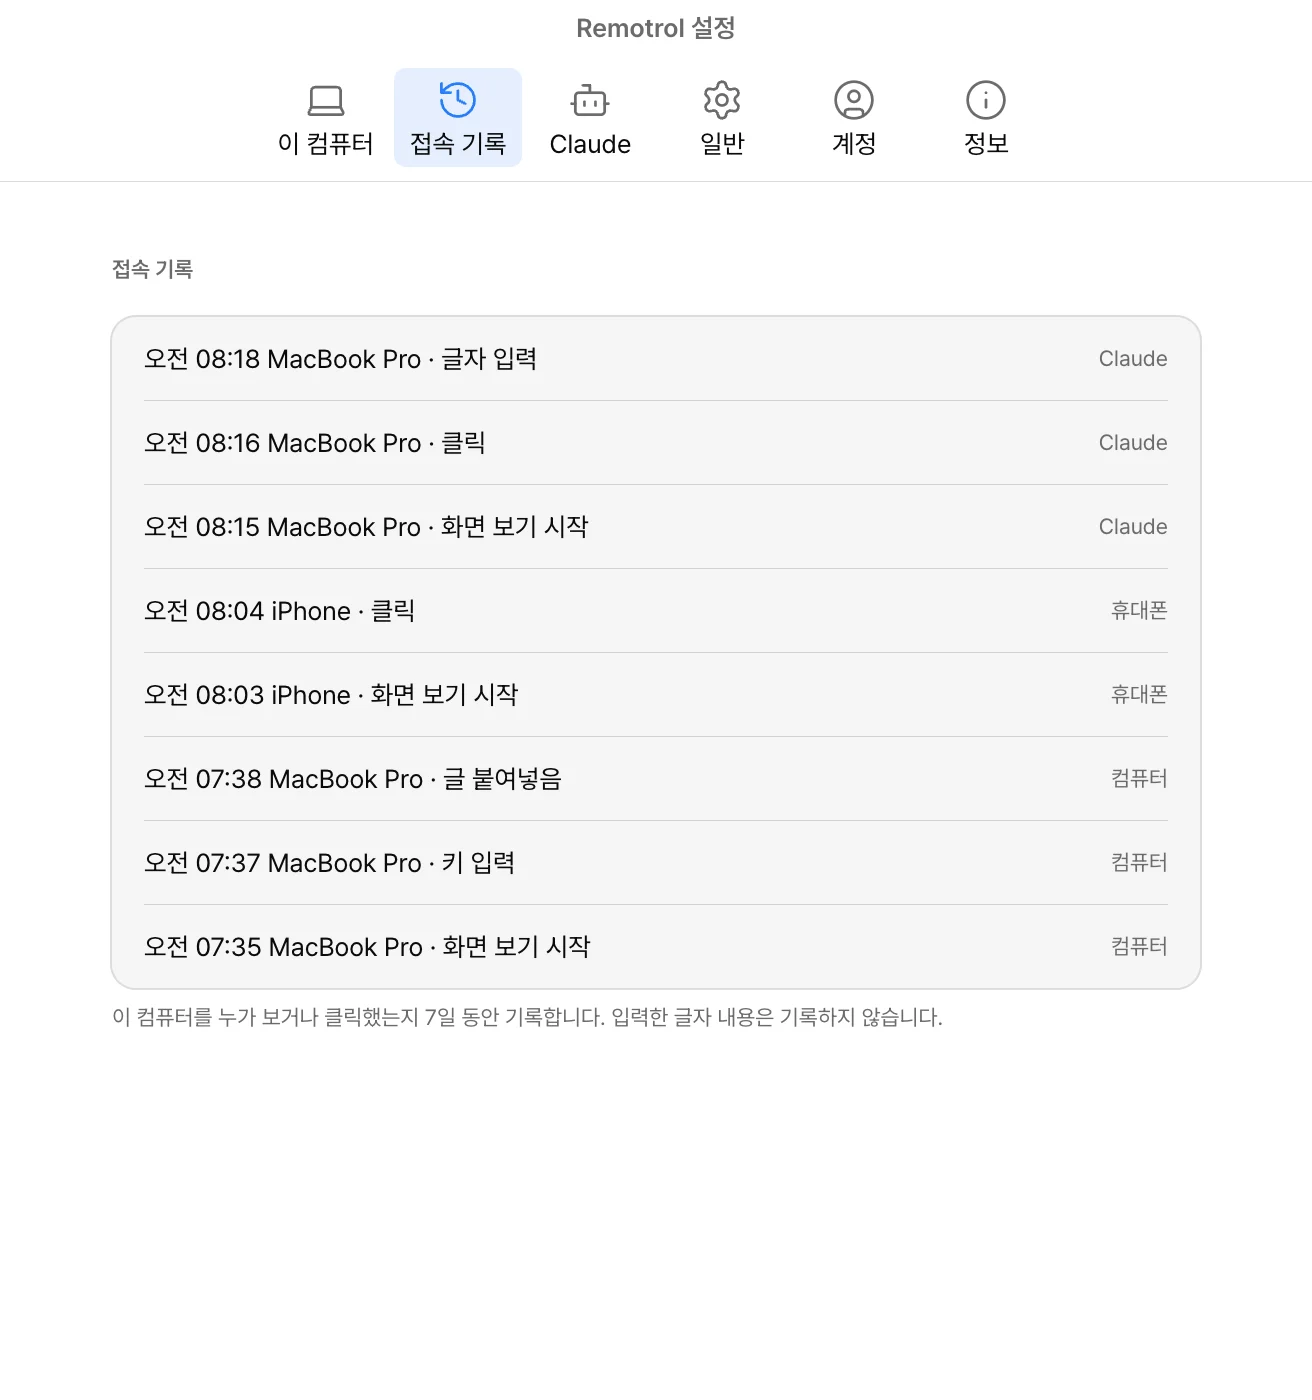 Remotrol 설정
이 컴퓨터
접속 기록
Claude
일반
계정
정보
접속 기록
오전 08:18 MacBook Pro · 글자 입력 Claude
오전 08:16 MacBook Pro · 클릭 Claude
오전 08:15 MacBook Pro · 화면 보기 시작 Claude
오전 08:04 iPhone · 클릭 휴대폰
오전 08:03 iPhone · 화면 보기 시작 휴대폰
오전 07:38 MacBook Pro · 글 붙여넣음 컴퓨터
오전 07:37 MacBook Pro · 키 입력 컴퓨터
오전 07:35 MacBook Pro · 화면 보기 시작 컴퓨터
이 컴퓨터를 누가 보거나 클릭했는지 7일 동안 기록합니다. 입력한 글자 내용은 기록하지 않습니다.